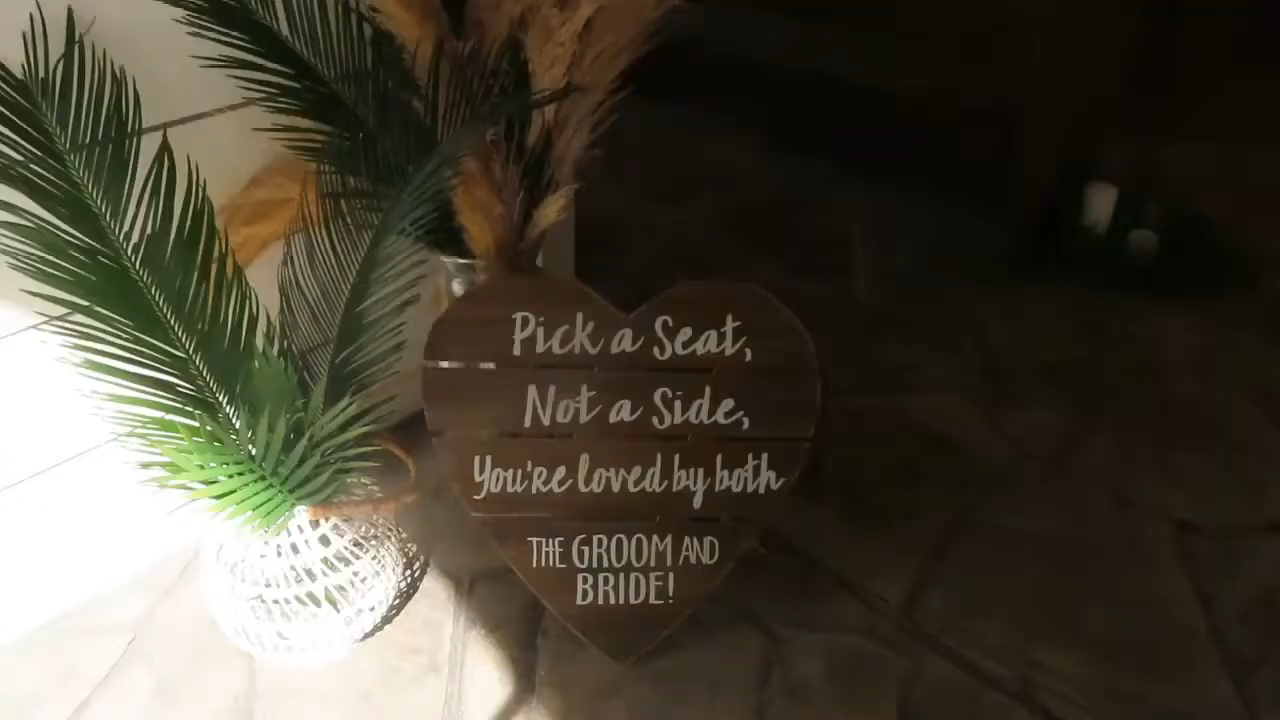 Pick a Seat,
Not a Side,
You're loved by both
THE GROOM AND
BRIDE!